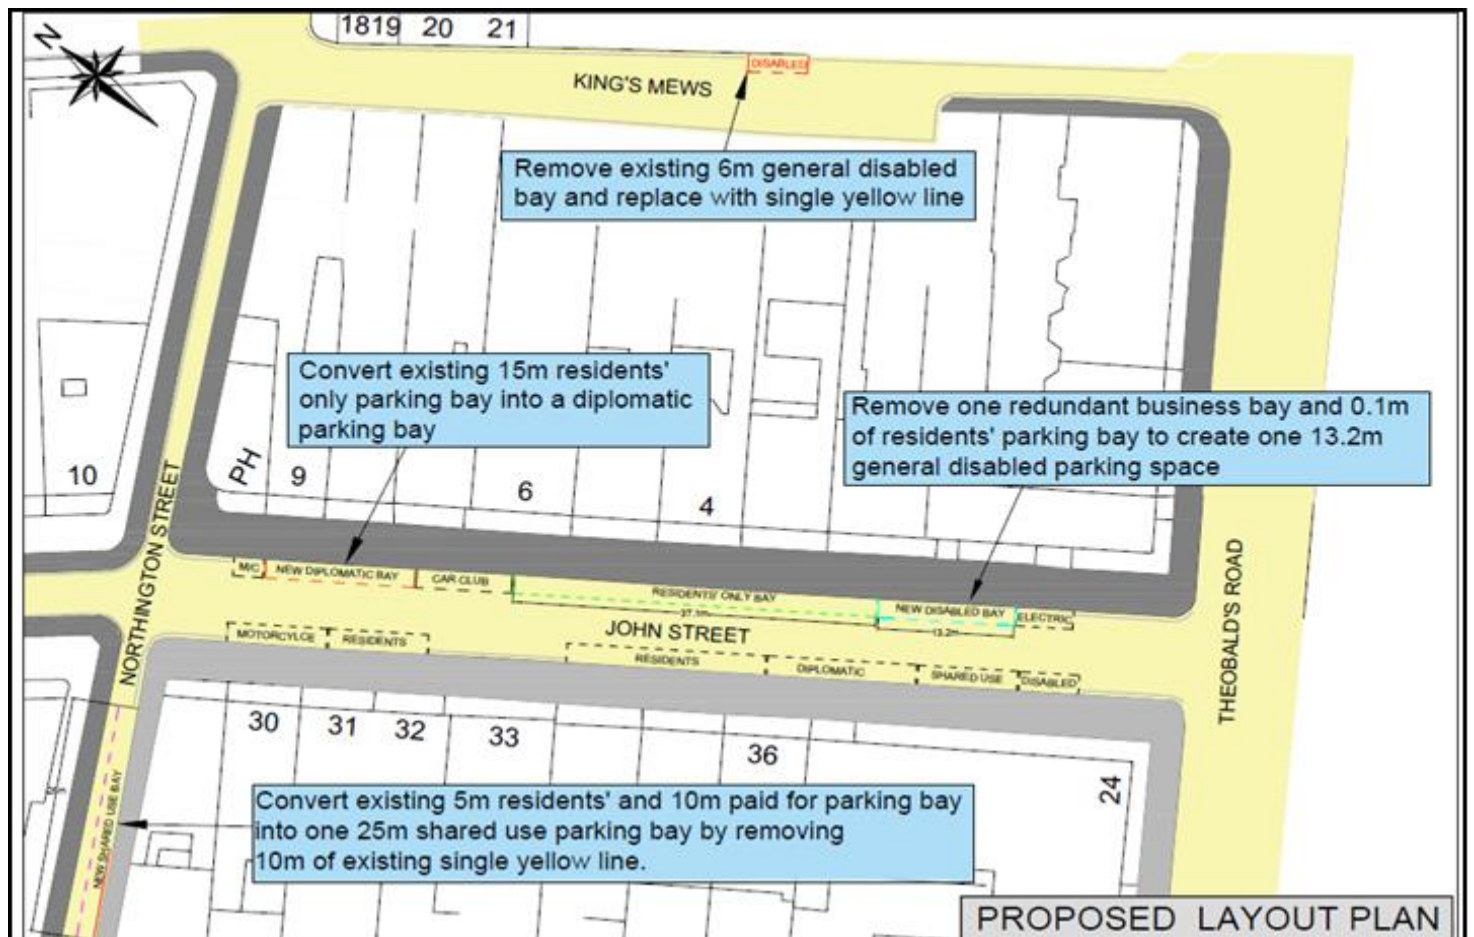 N
1819 20 21
DISABLED
KING'S MEWS
Remove existing 6m general disabled
bay and replace with single yellow line
Convert existing 15m residents'
only parking bay into a diplomatic
parking bay
Remove one redundant business bay and 0.1m
of residents' parking bay to create one 13.2m
general disabled parking space
10
PH
9
6
4
NORTHINGTON STREET
THEOBALD'S ROAD
M/C
NEW DIPLOMATIC BAY
CAR CLUB
RESIDENTS' ONLY BAY
NEW DISABLED BAY
ELECTRIC
13.2m
JOHN STREET
MOTORCYLCE
RESIDENTS
RESIDENTS
DIPLOMATIC
SHARED USE
DISABLED
30 31 32 33
36
24
NEW SHARED USE BAY
Convert existing 5m residents' and 10m paid for parking bay
into one 25m shared use parking bay by removing
10m of existing single yellow line.
PROPOSED LAYOUT PLAN